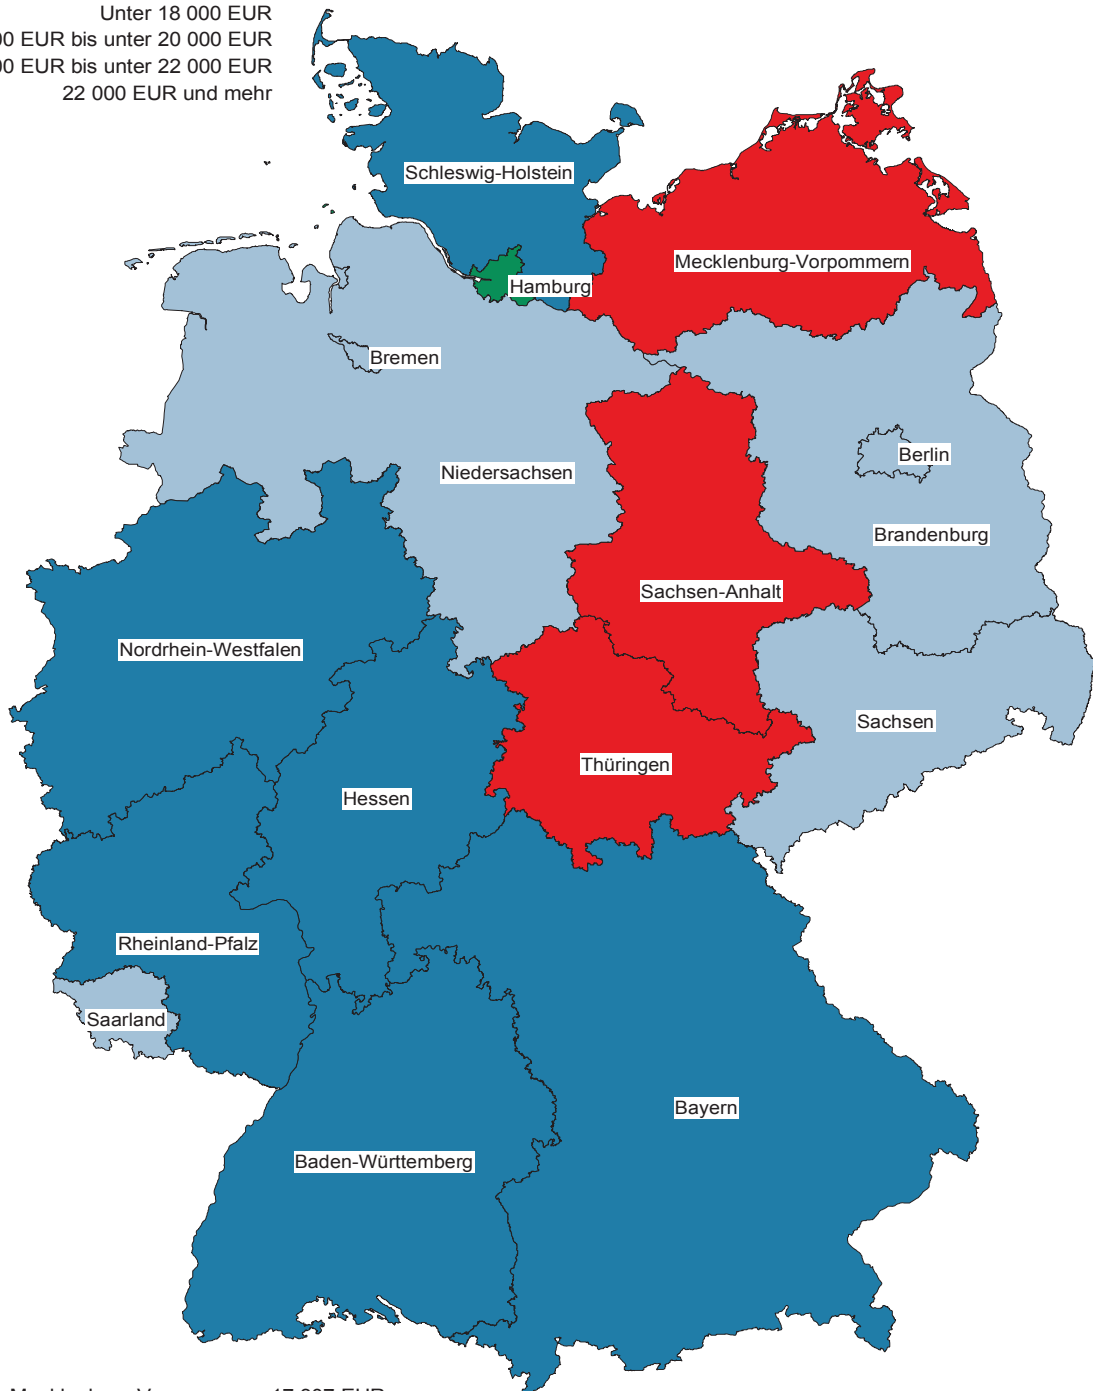 Unter 18 000 EUR
00 EUR bis unter 20 000 EUR
00 EUR bis unter 22 000 EUR
22 000 EUR und mehr
Schleswig-Holstein
Mecklenburg-Vorpommern
Hamburg
Bremen
Berlin
Niedersachsen
Brandenburg
Sachsen-Anhalt
Nordrhein-Westfalen
Sachsen
Thüringen
Hessen
Rheinland-Pfalz
Saarland
Bayern
Baden-Württemberg